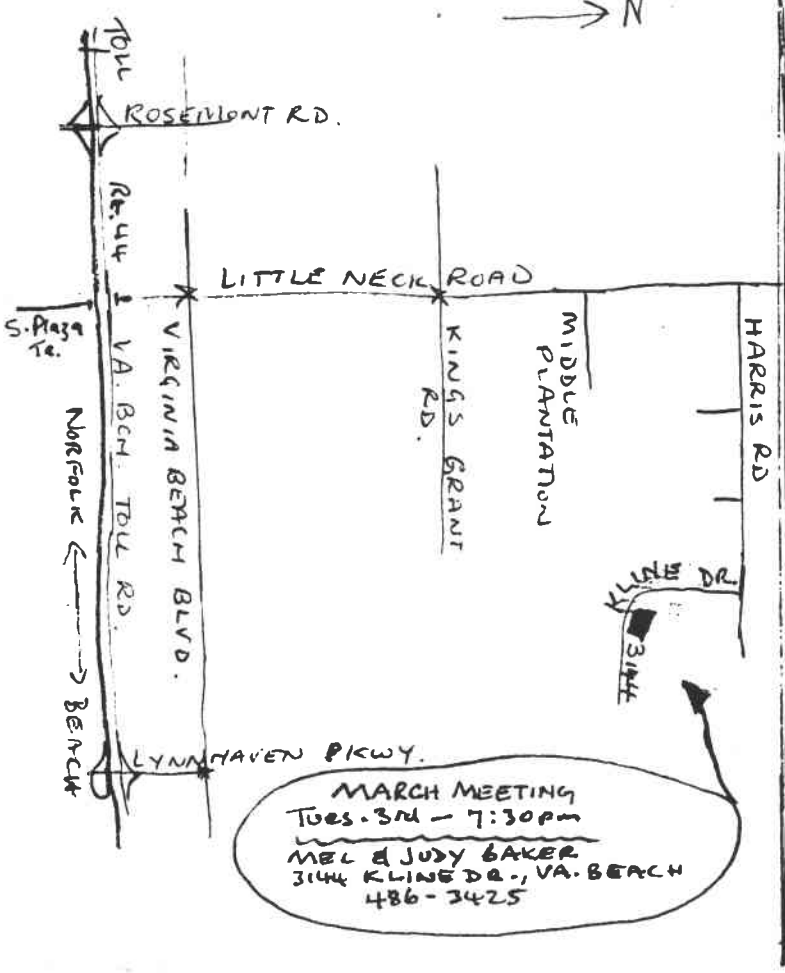 N
TOLL
ROSEMONT RD.
Rt. 44
LITTLE NECK ROAD
S. Plaza
Tr.
VA. BCH. TOLL RD.
VIRGINIA BEACH BLVD.
KINGS GRANT
RD.
MIDDLE
PLANTATION
HARRIS RD
NORFOLK
BEACH
KLINE DR.
3144
LYNNHAVEN PKWY.
MARCH MEETING
Tues. 3rd - 7:30pm
MEL & JUDY BAKER
3144 KLINE DR., VA. BEACH
486-3425